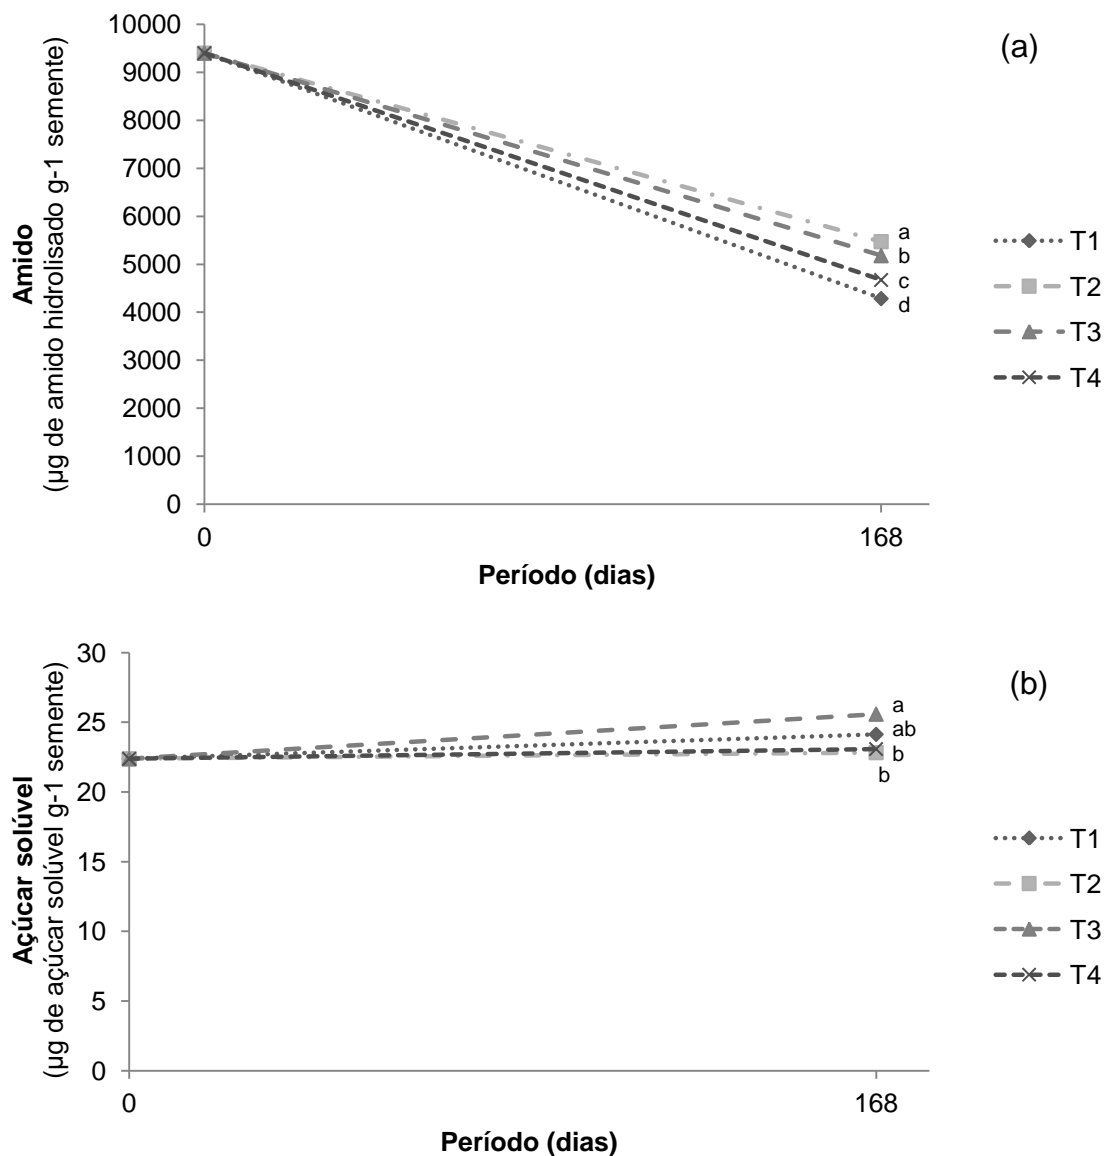 10000
9000
8000
7000
6000
5000
4000
3000
2000
1000
0
Amido
(µg de amido hidrolisado g-1 semente)
(a)
a
b
c
d
T1
T2
T3
T4
0
168
Período (dias)
30
25
20
15
10
5
0
Açúcar solúvel
(µg de açúcar solúvel g-1 semente)
(b)
a
ab
b
b
T1
T2
T3
T4
0
168
Período (dias)